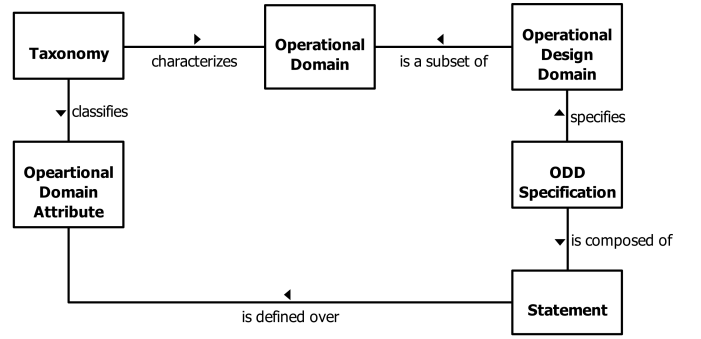 Taxonomy
characterizes
Operational
Domain
is a subset of
Operational
Design
Domain
classifies
specifies
Opeartional
Domain
Attribute
ODD
Specification
is composed of
is defined over
Statement